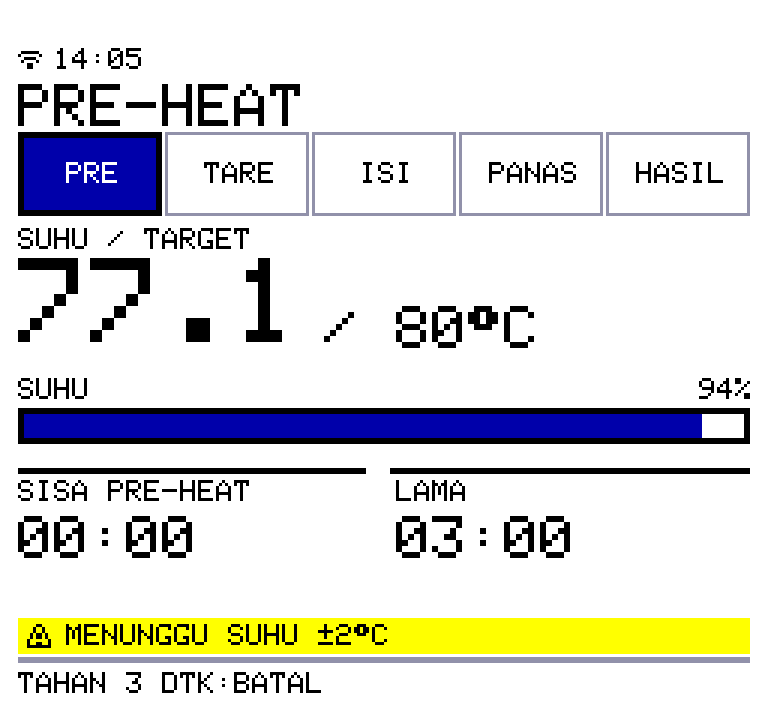 14:05
PRE-HEAT
PRE TARE ISI PANAS HASIL
SUHU / TARGET
77.1 / 80°C
SUHU 94%
SISA PRE-HEAT LAMA
00:00 03:00
MENUNGGU SUHU ±2°C
TAHAN 3 DTK:BATAL